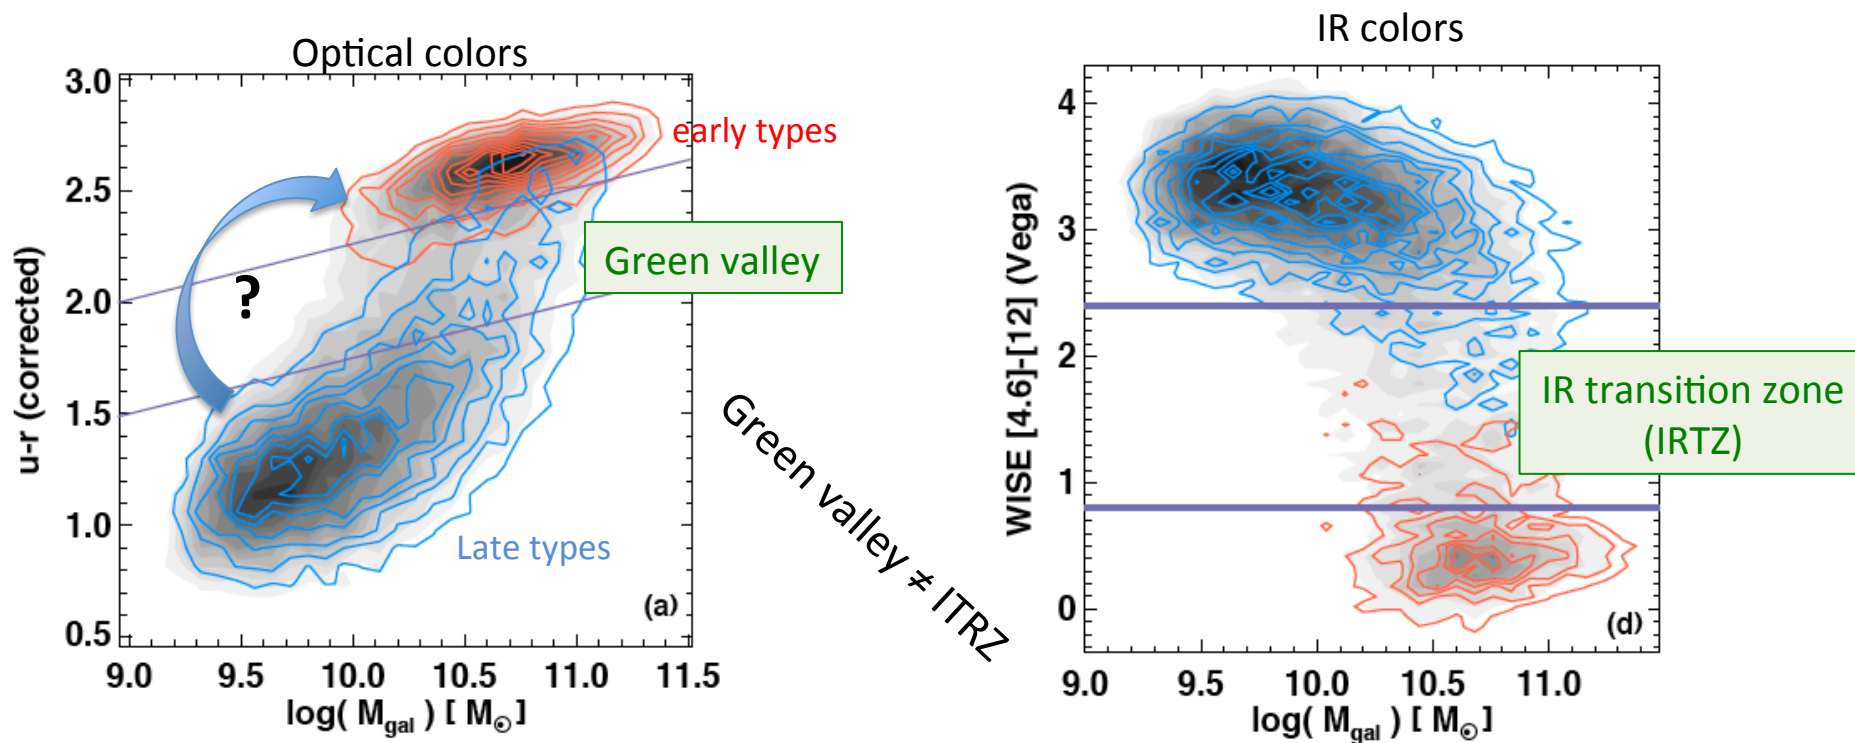 Optical colors
3.0
2.5
2.0
1.5
1.0
0.5
u-r (corrected)
early types
Green valley
?
Late types
(a)
9.0 9.5 10.0 10.5 11.0 11.5
log( M_gal ) [ M_⊙ ]
Green valley ≠ ITRZ
IR colors
4
3
2
1
0
WISE [4.6]-[12] (Vega)
IR transition zone
(IRTZ)
(d)
9.0 9.5 10.0 10.5 11.0
log( M_gal ) [ M_⊙ ]